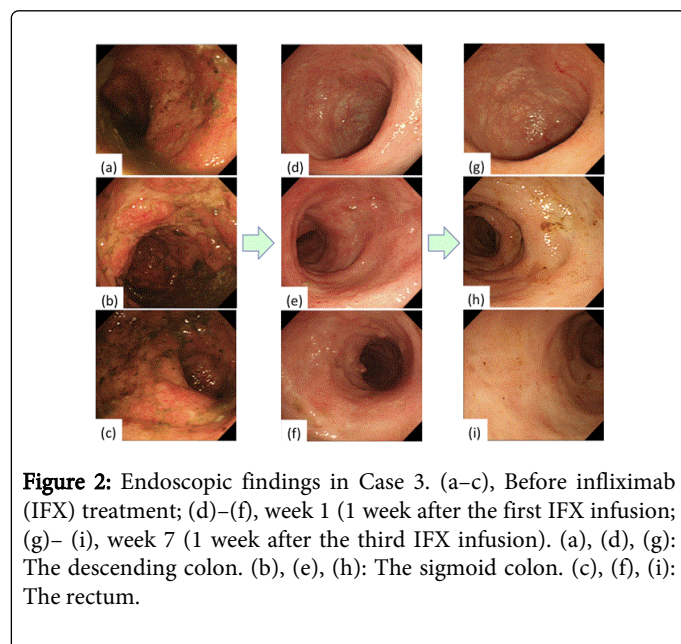 (a)
(d)
(g)
(b)
(e)
(h)
(c)
(f)
(i)
Figure 2: Endoscopic findings in Case 3. (a–c), Before infliximab
(IFX) treatment; (d)–(f), week 1 (1 week after the first IFX infusion;
(g)– (i), week 7 (1 week after the third IFX infusion). (a), (d), (g):
The descending colon. (b), (e), (h): The sigmoid colon. (c), (f), (i):
The rectum.